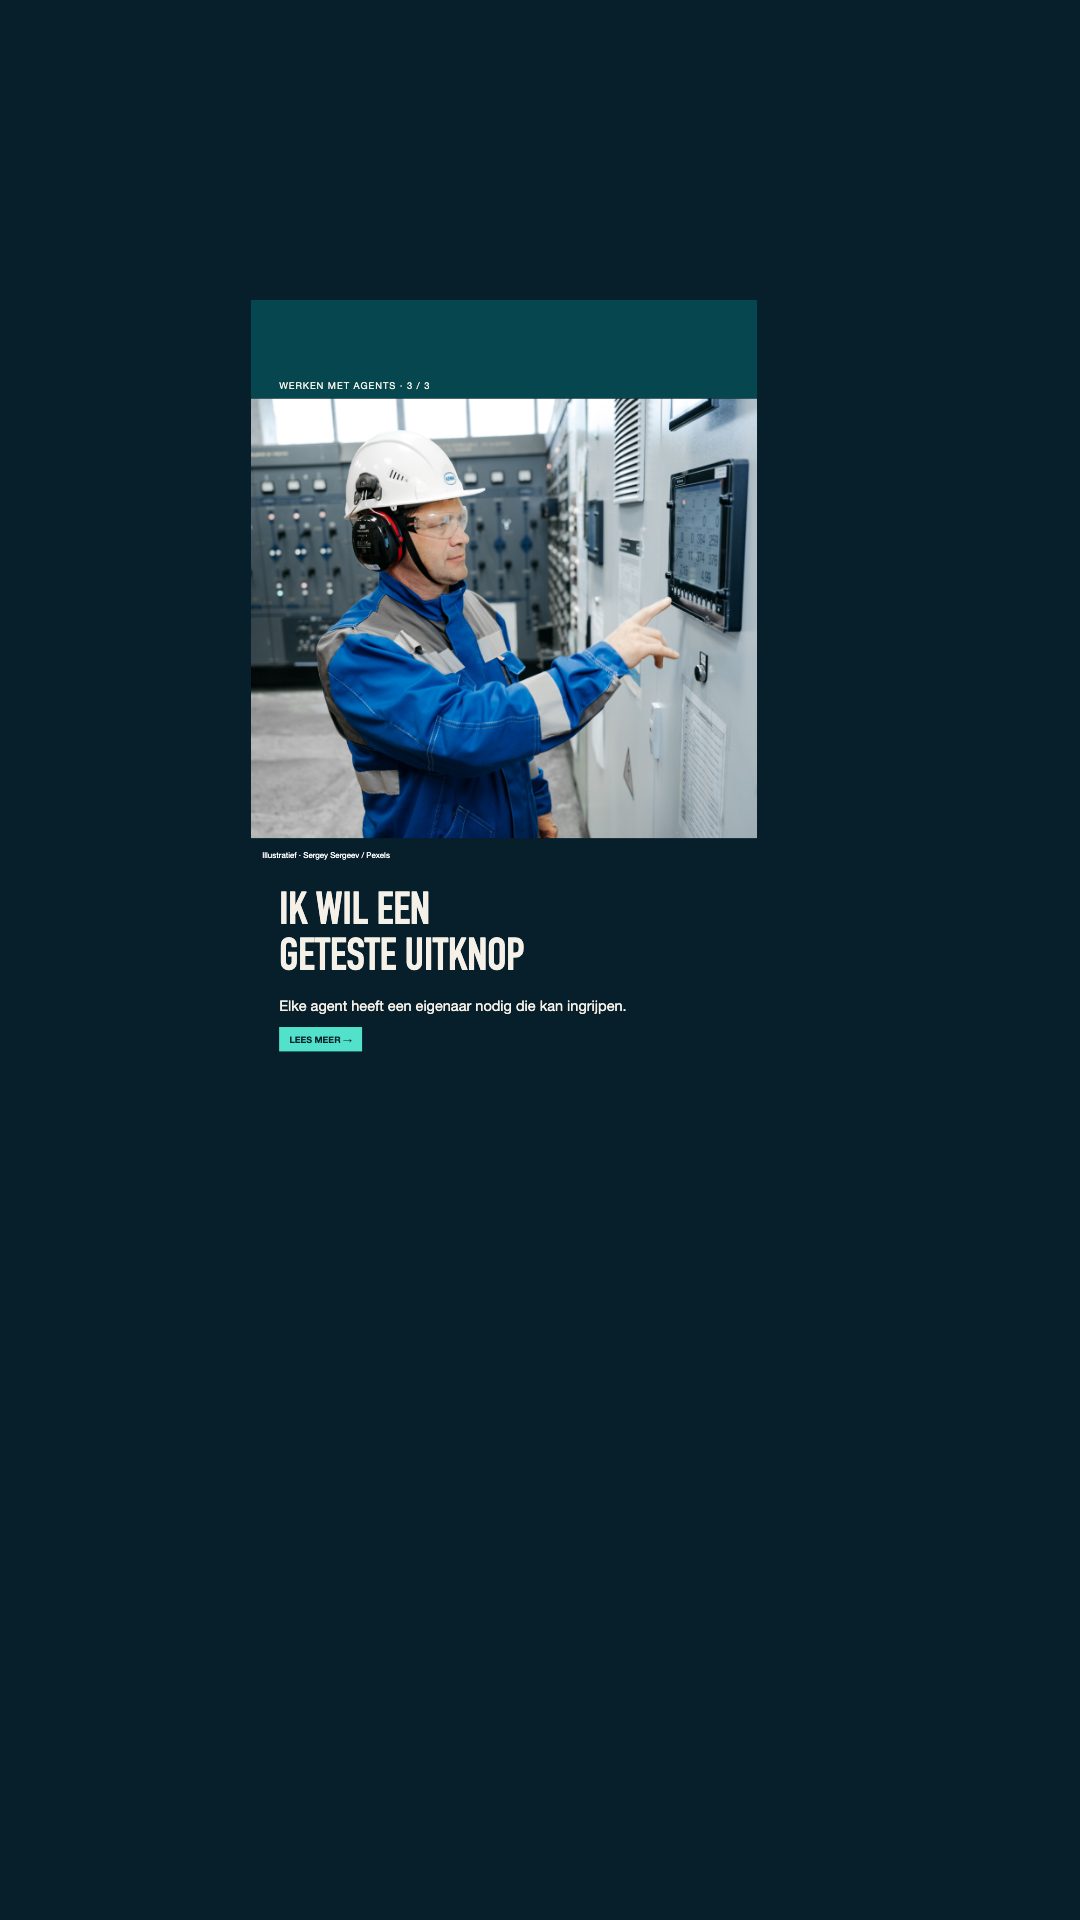 WERKEN MET AGENTS · 3 / 3
Illustratief - Sergey Sergeev / Pexels
IK WIL EEN
GETESTE UITKNOP
Elke agent heeft een eigenaar nodig die kan ingrijpen.
LEES MEER →